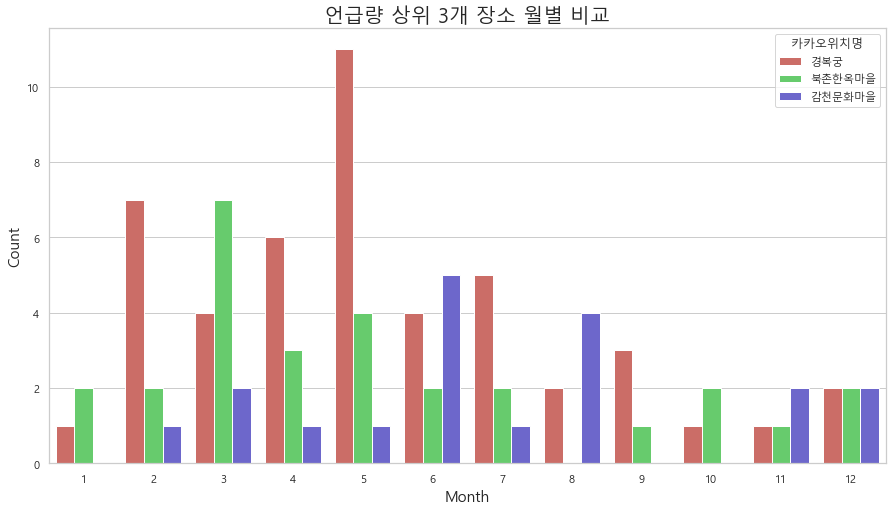 언급량 상위 3개 장소 월별 비교
카카오위치명
경복궁
북촌한옥마을
감천문화마을
Count
10
8
6
4
2
0
1 2 3 4 5 6 7 8 9 10 11 12
Month